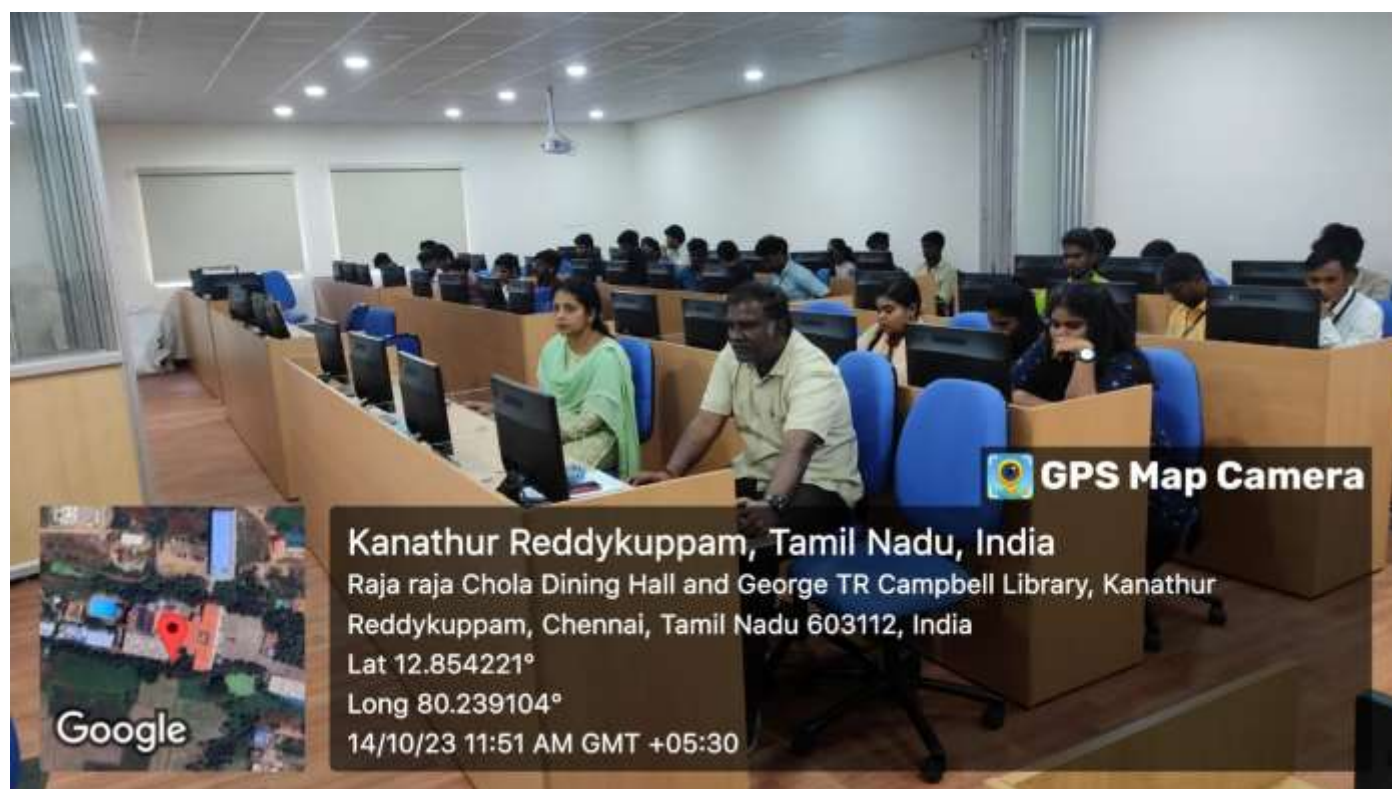 GPS Map Camera
Kanathur Reddykuppam, Tamil Nadu, India
Raja raja Chola Dining Hall and George TR Campbell Library, Kanathur
Reddykuppam, Chennai, Tamil Nadu 603112, India
Lat 12.854221°
Long 80.239104°
14/10/23 11:51 AM GMT +05:30
Google